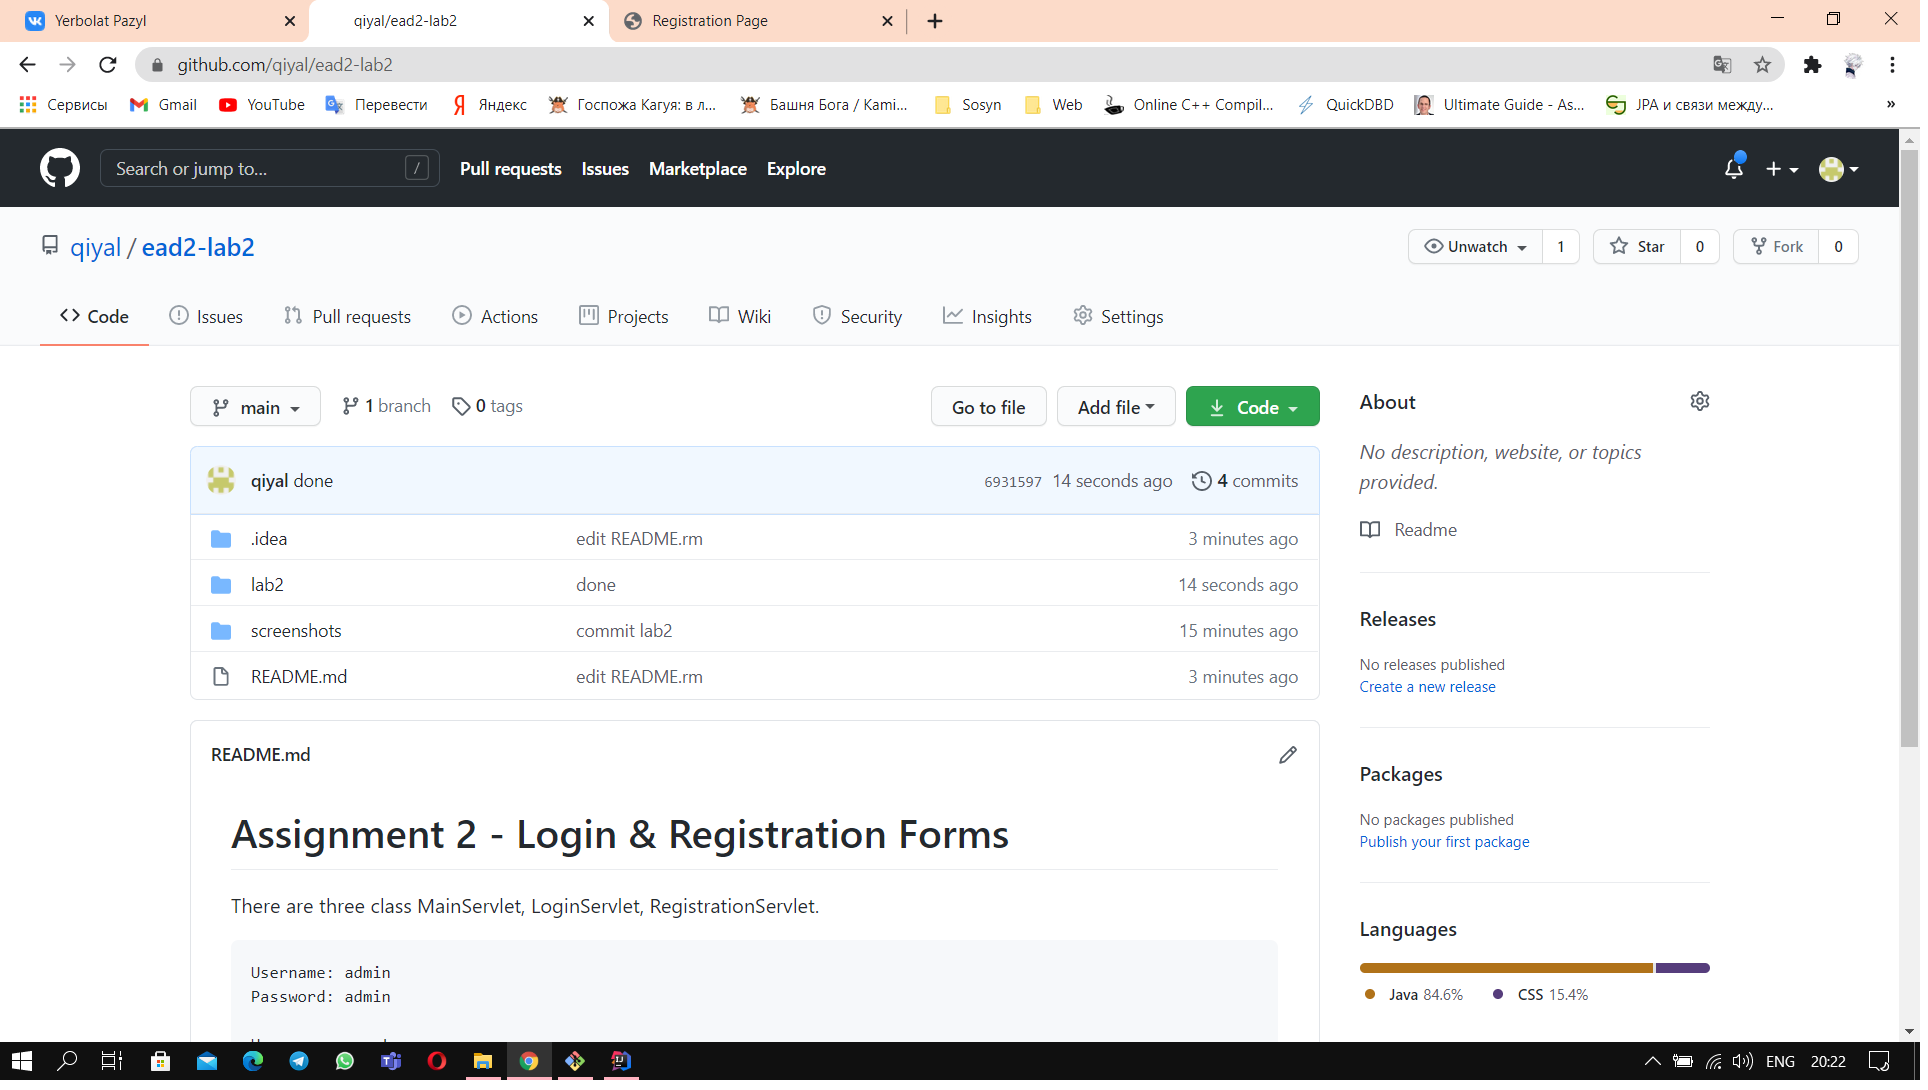 Yerbolat Pazyl
qiyal/ead2-lab2
Registration Page
github.com/qiyal/ead2-lab2
Сервисы Gmail YouTube Перевести Яндекс Госпожа Кагуя: в л... Башня Бога / Kami... Sosyn Web Online C++ Compil... QuickDBD Ultimate Guide - As... JPA и связи между... »
Search or jump to... / Pull requests Issues Marketplace Explore
qiyal / ead2-lab2
Unwatch 1 Star 0 Fork 0
Code Issues Pull requests Actions Projects Wiki Security Insights Settings
main 1 branch 0 tags Go to file Add file Code
qiyal done 6931597 14 seconds ago 4 commits
.idea edit README.rm 3 minutes ago
lab2 done 14 seconds ago
screenshots commit lab2 15 minutes ago
README.md edit README.rm 3 minutes ago
README.md
Assignment 2 - Login & Registration Forms
There are three class MainServlet, LoginServlet, RegistrationServlet.
Username: admin
Password: admin
About
No description, website, or topics
provided.
Readme
Releases
No releases published
Create a new release
Packages
No packages published
Publish your first package
Languages
Java 84.6% CSS 15.4%
ENG 20:22